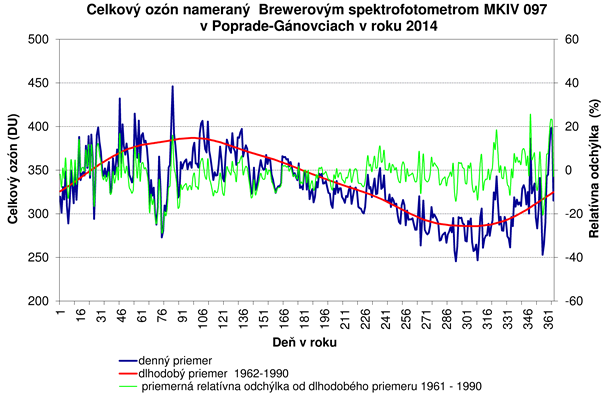 Celkový ozón nameraný Brewerovým spektrofotometrom MKIV 097
v Poprade-Gánovciach v roku 2014
Celkový ozón (DU)
500
450
400
350
300
250
200
60
40
20
0
-20
-40
-60
Relatívna odchýlka (%)
1 16 31 46 61 76 91 106 121 136 151 166 181 196 211 226 241 256 271 286 301 316 331 346 361
Deň v roku
denný priemer
dlhodobý priemer 1962-1990
priemerná relatívna odchýlka od dlhodobého priemeru 1961 - 1990